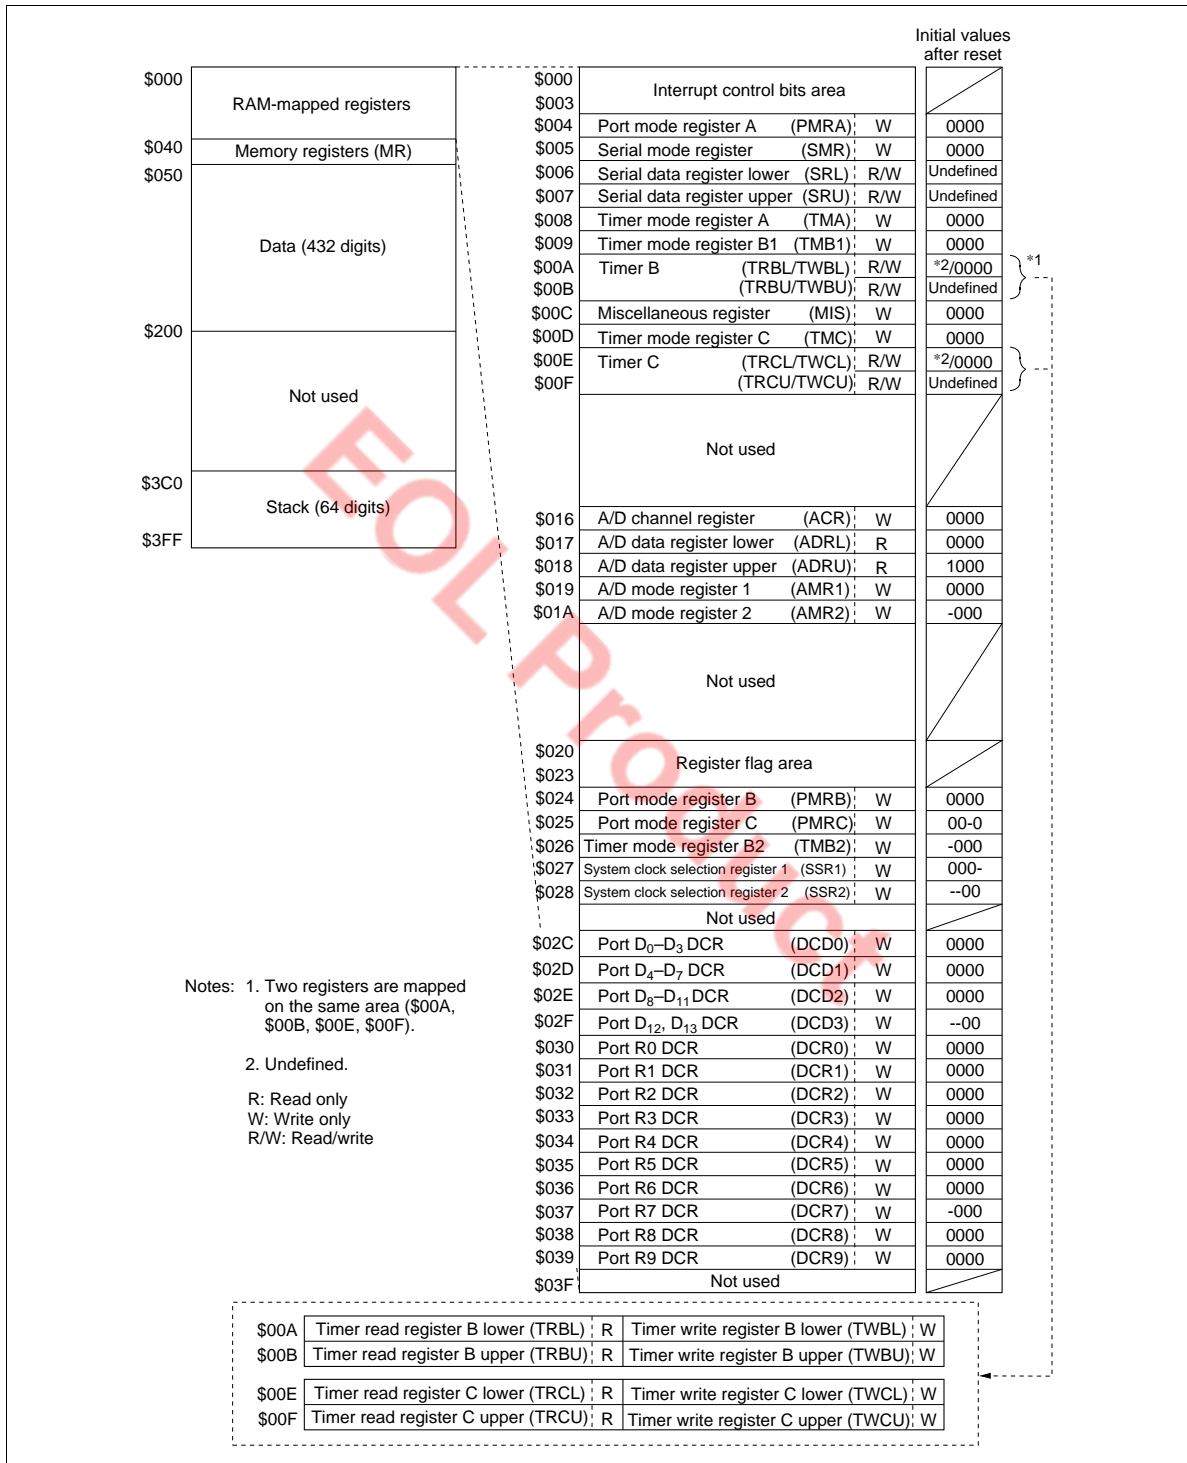 Initial values
after reset
$000
RAM-mapped registers
$040
Memory registers (MR)
$050
Data (432 digits)
$200
Not used
$3C0
Stack (64 digits)
$3FF
$000
$003
Interrupt control bits area
$004 Port mode register A (PMRA) W 0000
$005 Serial mode register (SMR) W 0000
$006 Serial data register lower (SRL) R/W Undefined
$007 Serial data register upper (SRU) R/W Undefined
$008 Timer mode register A (TMA) W 0000
$009 Timer mode register B1 (TMB1) W 0000
$00A Timer B (TRBL/TWBL) R/W *2/0000 *1
$00B (TRBU/TWBU) R/W Undefined
$00C Miscellaneous register (MIS) W 0000
$00D Timer mode register C (TMC) W 0000
$00E Timer C (TRCL/TWCL) R/W *2/0000
$00F (TRCU/TWCU) R/W Undefined
Not used
$016 A/D channel register (ACR) W 0000
$017 A/D data register lower (ADRL) R 0000
$018 A/D data register upper (ADRU) R 1000
$019 A/D mode register 1 (AMR1) W 0000
$01A A/D mode register 2 (AMR2) W -000
Not used
$020
$023
Register flag area
$024 Port mode register B (PMRB) W 0000
$025 Port mode register C (PMRC) W 00-0
$026 Timer mode register B2 (TMB2) W -000
$027 System clock selection register 1 (SSR1) W 000-
$028 System clock selection register 2 (SSR2) W --00
Not used
$02C Port D0–D3 DCR (DCD0) W 0000
$02D Port D4–D7 DCR (DCD1) W 0000
$02E Port D8–D11 DCR (DCD2) W 0000
$02F Port D12, D13 DCR (DCD3) W --00
$030 Port R0 DCR (DCR0) W 0000
$031 Port R1 DCR (DCR1) W 0000
$032 Port R2 DCR (DCR2) W 0000
$033 Port R3 DCR (DCR3) W 0000
$034 Port R4 DCR (DCR4) W 0000
$035 Port R5 DCR (DCR5) W 0000
$036 Port R6 DCR (DCR6) W 0000
$037 Port R7 DCR (DCR7) W -000
$038 Port R8 DCR (DCR8) W 0000
$039 Port R9 DCR (DCR9) W 0000
Not used
$03F
Notes: 1. Two registers are mapped
on the same area ($00A,
$00B, $00E, $00F).
2. Undefined.
R: Read only
W: Write only
R/W: Read/write
$00A Timer read register B lower (TRBL) R Timer write register B lower (TWBL) W
$00B Timer read register B upper (TRBU) R Timer write register B upper (TWBU) W
$00E Timer read register C lower (TRCL) R Timer write register C lower (TWCL) W
$00F Timer read register C upper (TRCU) R Timer write register C upper (TWCU) W
EOL Product